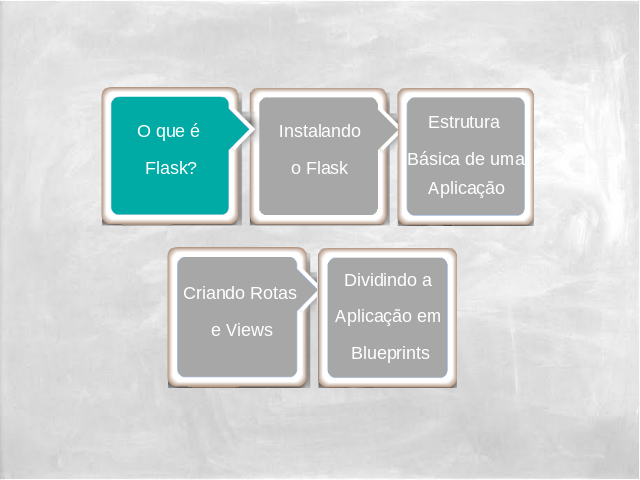 O que é
Flask?
Instalando
o Flask
Estrutura
Básica de uma
Aplicação
Criando Rotas
e Views
Dividindo a
Aplicação em
Blueprints